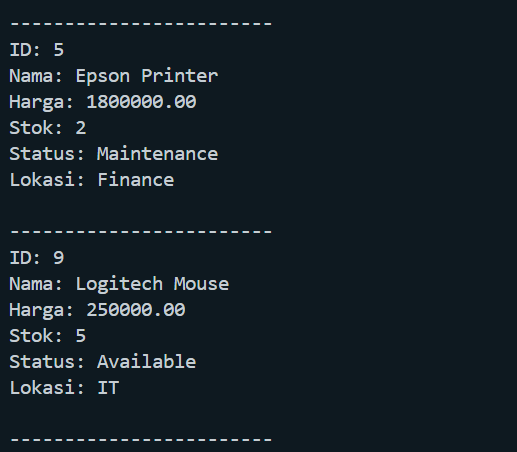 ------------------------
ID: 5
Nama: Epson Printer
Harga: 1800000.00
Stok: 2
Status: Maintenance
Lokasi: Finance
------------------------
ID: 9
Nama: Logitech Mouse
Harga: 250000.00
Stok: 5
Status: Available
Lokasi: IT
------------------------